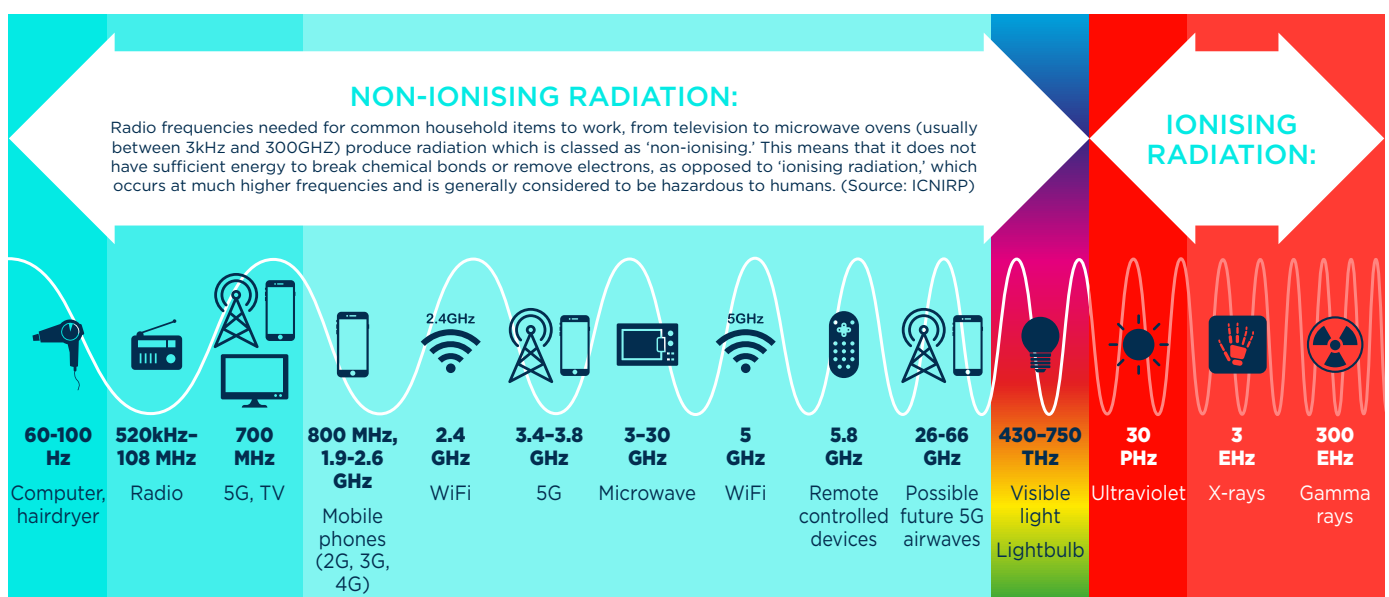 NON-IONISING RADIATION:
Radio frequencies needed for common household items to work, from television to microwave ovens (usually
between 3kHz and 300GHZ) produce radiation which is classed as ‘non-ionising.’ This means that it does not
have sufficient energy to break chemical bonds or remove electrons, as opposed to ‘ionising radiation,’ which
occurs at much higher frequencies and is generally considered to be hazardous to humans. (Source: ICNIRP)
IONISING
RADIATION:
2.4GHz
5GHz
60-100
Hz
Computer,
hairdryer
520kHz–
108 MHz
Radio
700
MHz
5G, TV
800 MHz,
1.9-2.6
GHz
Mobile
phones
(2G, 3G,
4G)
2.4
GHz
WiFi
3.4–3.8
GHz
5G
3–30
GHz
Microwave
5
GHz
WiFi
5.8
GHz
Remote
controlled
devices
26-66
GHz
Possible
future 5G
airwaves
430–750
THz
Visible
light
Lightbulb
30
PHz
Ultraviolet
3
EHz
X-rays
300
EHz
Gamma
rays